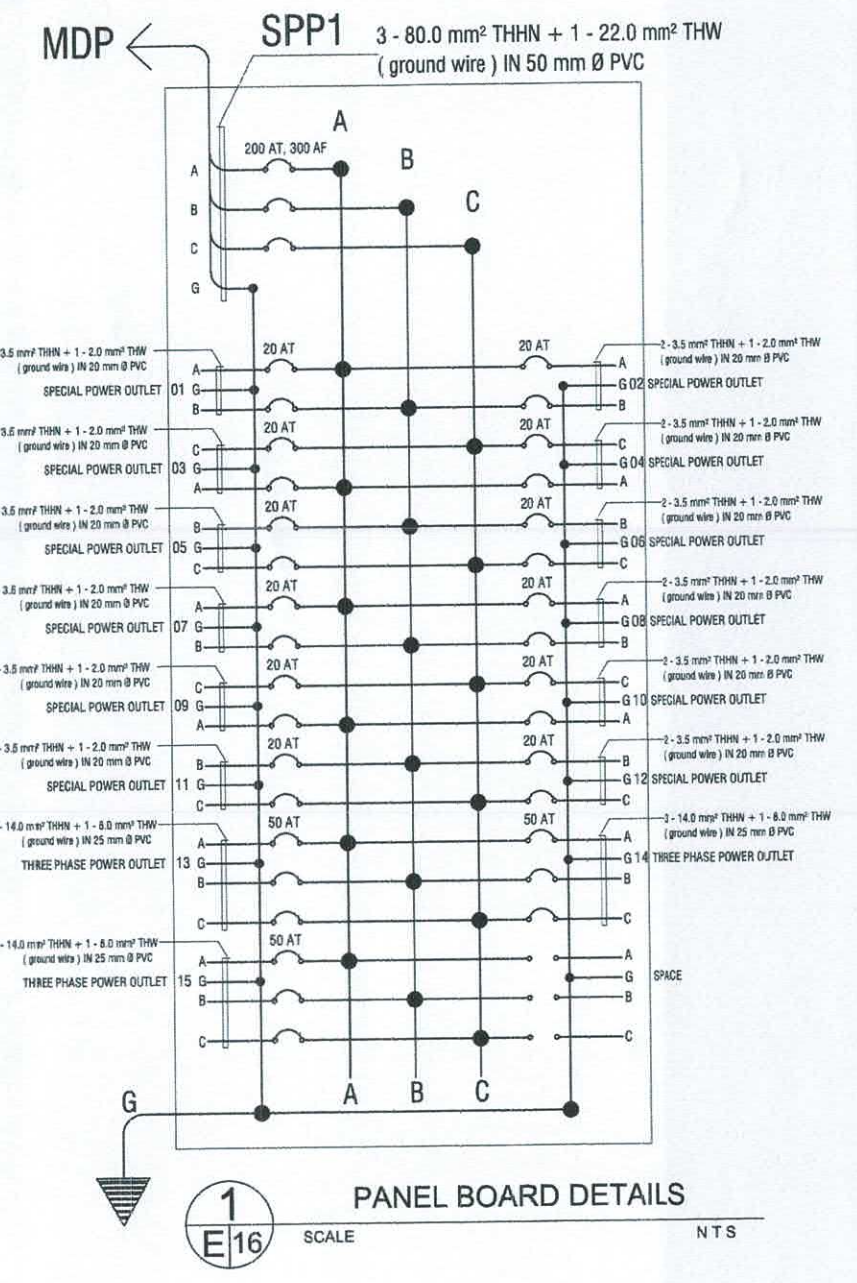 MDP
SPP1
3 - 80.0 mm² THHN + 1 - 22.0 mm² THW
( ground wire ) IN 50 mm Ø PVC
A
B
C
200 AT, 300 AF
A
B
C
G
3.5 mm² THHN + 1 - 2.0 mm² THW
( ground wire ) IN 20 mm Ø PVC
SPECIAL POWER OUTLET 01
A
G
B
20 AT
20 AT
A
G 02 SPECIAL POWER OUTLET
B
2 - 3.5 mm² THHN + 1 - 2.0 mm² THW
( ground wire ) IN 20 mm Ø PVC
3.5 mm² THHN + 1 - 2.0 mm² THW
( ground wire ) IN 20 mm Ø PVC
SPECIAL POWER OUTLET 03
C
G
A
20 AT
20 AT
C
G 04 SPECIAL POWER OUTLET
A
2 - 3.5 mm² THHN + 1 - 2.0 mm² THW
( ground wire ) IN 20 mm Ø PVC
3.5 mm² THHN + 1 - 2.0 mm² THW
( ground wire ) IN 20 mm Ø PVC
SPECIAL POWER OUTLET 05
B
G
C
20 AT
20 AT
B
G 06 SPECIAL POWER OUTLET
C
2 - 3.5 mm² THHN + 1 - 2.0 mm² THW
( ground wire ) IN 20 mm Ø PVC
3.5 mm² THHN + 1 - 2.0 mm² THW
( ground wire ) IN 20 mm Ø PVC
SPECIAL POWER OUTLET 07
A
G
B
20 AT
20 AT
A
G 08 SPECIAL POWER OUTLET
B
2 - 3.5 mm² THHN + 1 - 2.0 mm² THW
( ground wire ) IN 20 mm Ø PVC
- 3.5 mm² THHN + 1 - 2.0 mm² THW
( ground wire ) IN 20 mm Ø PVC
SPECIAL POWER OUTLET 09
C
G
A
20 AT
20 AT
C
G 10 SPECIAL POWER OUTLET
A
2 - 3.5 mm² THHN + 1 - 2.0 mm² THW
( ground wire ) IN 20 mm Ø PVC
- 3.5 mm² THHN + 1 - 2.0 mm² THW
( ground wire ) IN 20 mm Ø PVC
SPECIAL POWER OUTLET 11
B
G
C
20 AT
20 AT
B
G 12 SPECIAL POWER OUTLET
C
2 - 3.5 mm² THHN + 1 - 2.0 mm² THW
( ground wire ) IN 20 mm Ø PVC
- 14.0 mm² THHN + 1 - 8.0 mm² THW
( ground wire ) IN 25 mm Ø PVC
THREE PHASE POWER OUTLET 13
A
G
B
C
50 AT
50 AT
A
G 14 THREE PHASE POWER OUTLET
B
C
3 - 14.0 mm² THHN + 1 - 8.0 mm² THW
( ground wire ) IN 25 mm Ø PVC
- 14.0 mm² THHN + 1 - 8.0 mm² THW
( ground wire ) IN 25 mm Ø PVC
THREE PHASE POWER OUTLET 15
A
G
B
C
50 AT
A
G SPACE
B
C
A B C
G
1
E 16
PANEL BOARD DETAILS
SCALE
NTS